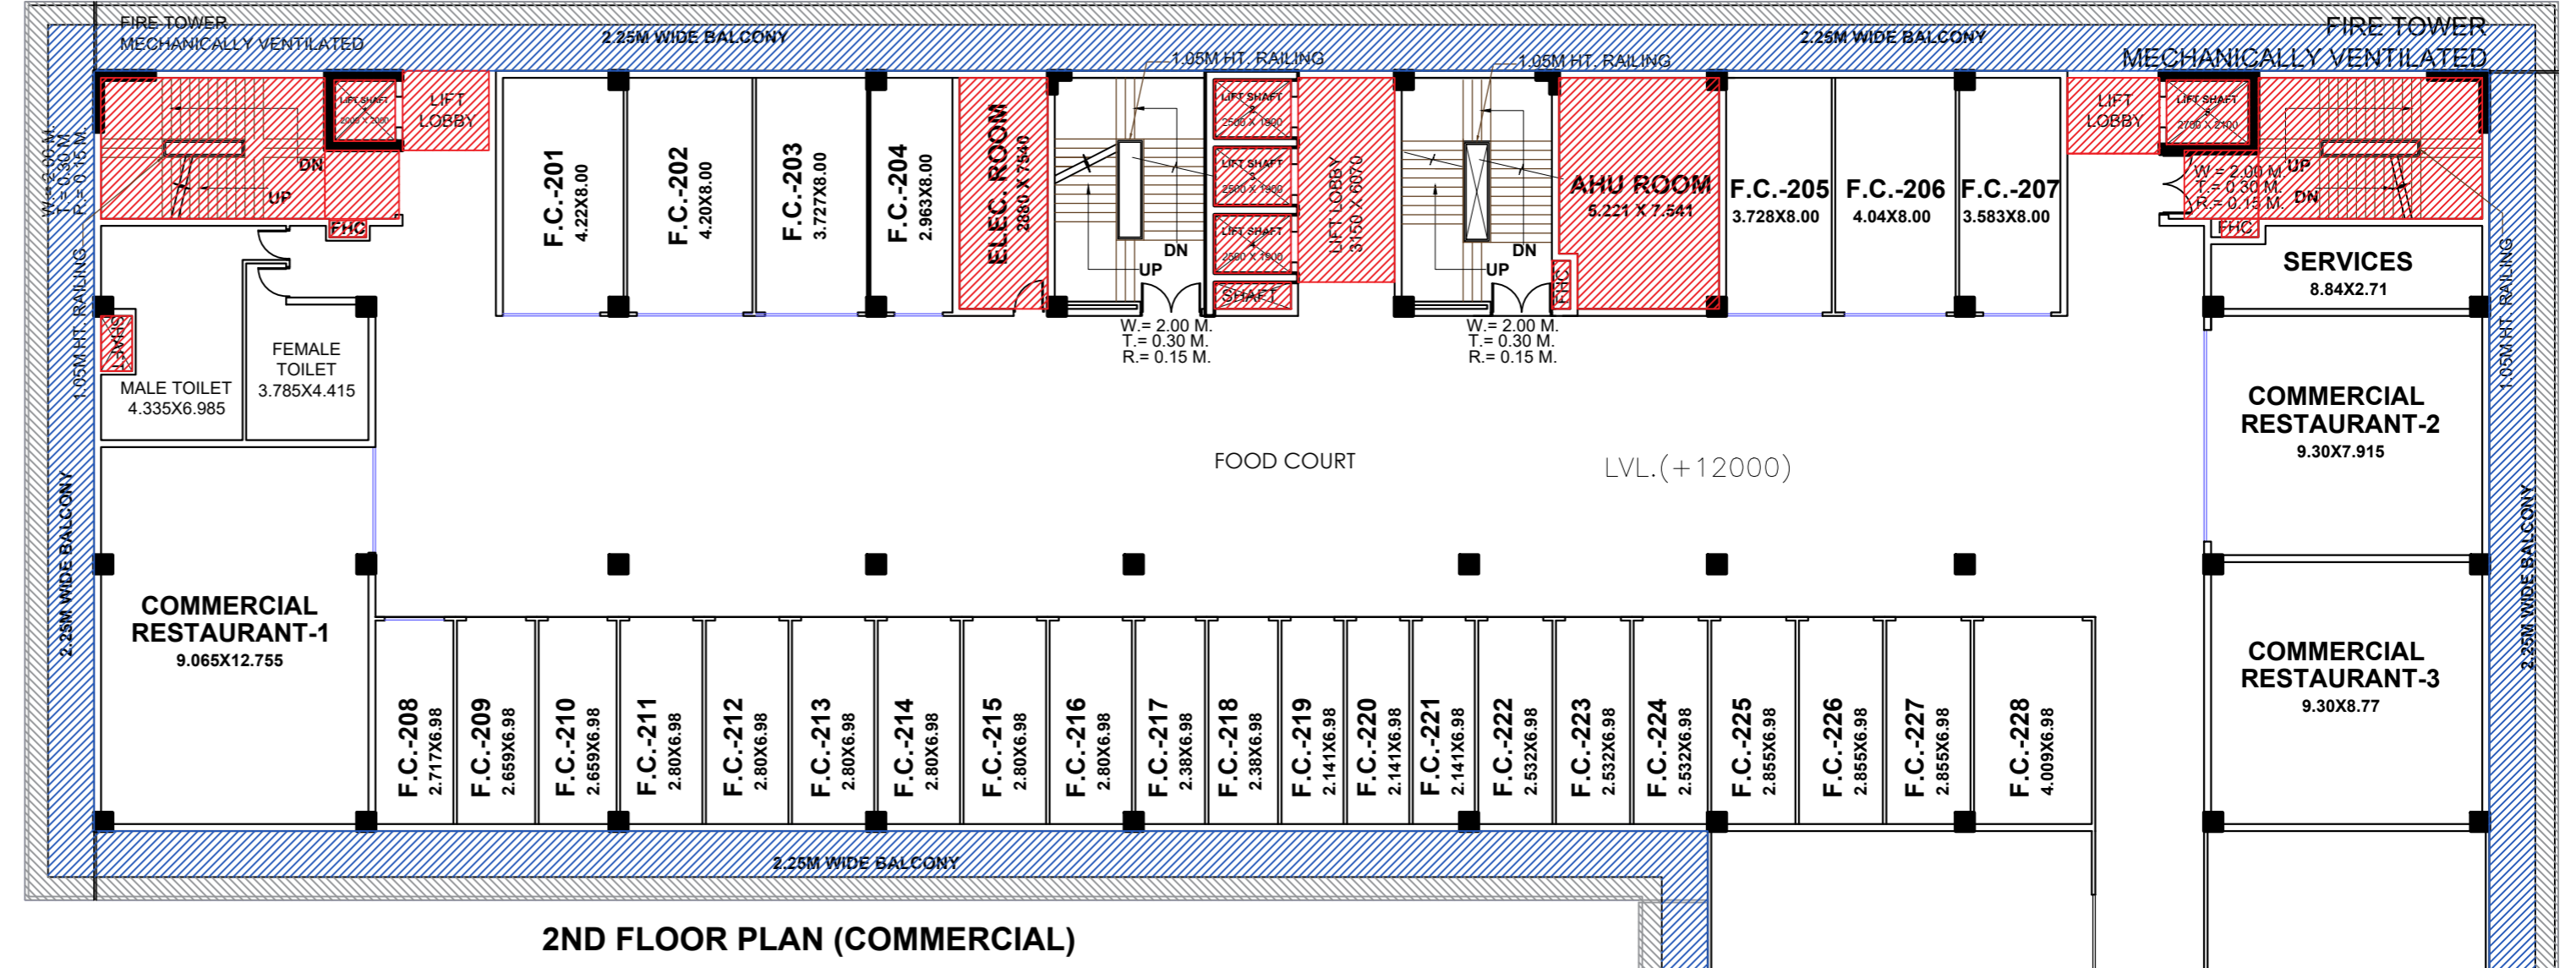 FIRE TOWER
MECHANICALLY VENTILATED
2.25M WIDE BALCONY
2.25M WIDE BALCONY
FIRE TOWER
MECHANICALLY VENTILATED
1.05M HT. RAILING
1.05M HT. RAILING
LIFT SHAFT
2000 X 2000
LIFT
LOBBY
DN
UP
FHC
W.= 2.00 M.
T.= 0.30 M
R.= 0.15 M.
1.05M HT. RAILING
F.C.-201
4.22X8.00
F.C.-202
4.20X8.00
F.C.-203
3.727X8.00
F.C.-204
2.963X8.00
ELEC. ROOM
2880 X 7540
DN
UP
W.= 2.00 M.
T.= 0.30 M.
R.= 0.15 M.
LIFT SHAFT
2
2500 X 1900
LIFT SHAFT
3
2500 X 1900
LIFT SHAFT
4
2500 X 1900
SHAFT
LIFT LOBBY
3150 X 6070
DN
UP
W.= 2.00 M.
T.= 0.30 M.
R.= 0.15 M.
FHC
AHU ROOM
5.221 X 7.541
F.C.-205
3.728X8.00
F.C.-206
4.04X8.00
F.C.-207
3.583X8.00
LIFT
LOBBY
LIFT SHAFT
2700 X 2100
W = 2.00 M
T.= 0.30 M.
R.= 0.15 M.
UP
DN
FHC
SERVICES
8.84X2.71
1.05M HT. RAILING
SHAFT
MALE TOILET
4.335X6.985
FEMALE
TOILET
3.785X4.415
FOOD COURT
LVL.(+12000)
COMMERCIAL
RESTAURANT-2
9.30X7.915
2.25M WIDE BALCONY
COMMERCIAL
RESTAURANT-1
9.065X12.755
COMMERCIAL
RESTAURANT-3
9.30X8.77
2.25M WIDE BALCONY
F.C.-208
2.717X6.98
F.C.-209
2.659X6.98
F.C.-210
2.659X6.98
F.C.-211
2.80X6.98
F.C.-212
2.80X6.98
F.C.-213
2.80X6.98
F.C.-214
2.80X6.98
F.C.-215
2.80X6.98
F.C.-216
2.80X6.98
F.C.-217
2.38X6.98
F.C.-218
2.38X6.98
F.C.-219
2.141X6.98
F.C.-220
2.141X6.98
F.C.-221
2.141X6.98
F.C.-222
2.532X6.98
F.C.-223
2.532X6.98
F.C.-224
2.532X6.98
F.C.-225
2.855X6.98
F.C.-226
2.855X6.98
F.C.-227
2.855X6.98
F.C.-228
4.009X6.98
2.25M WIDE BALCONY
2ND FLOOR PLAN (COMMERCIAL)